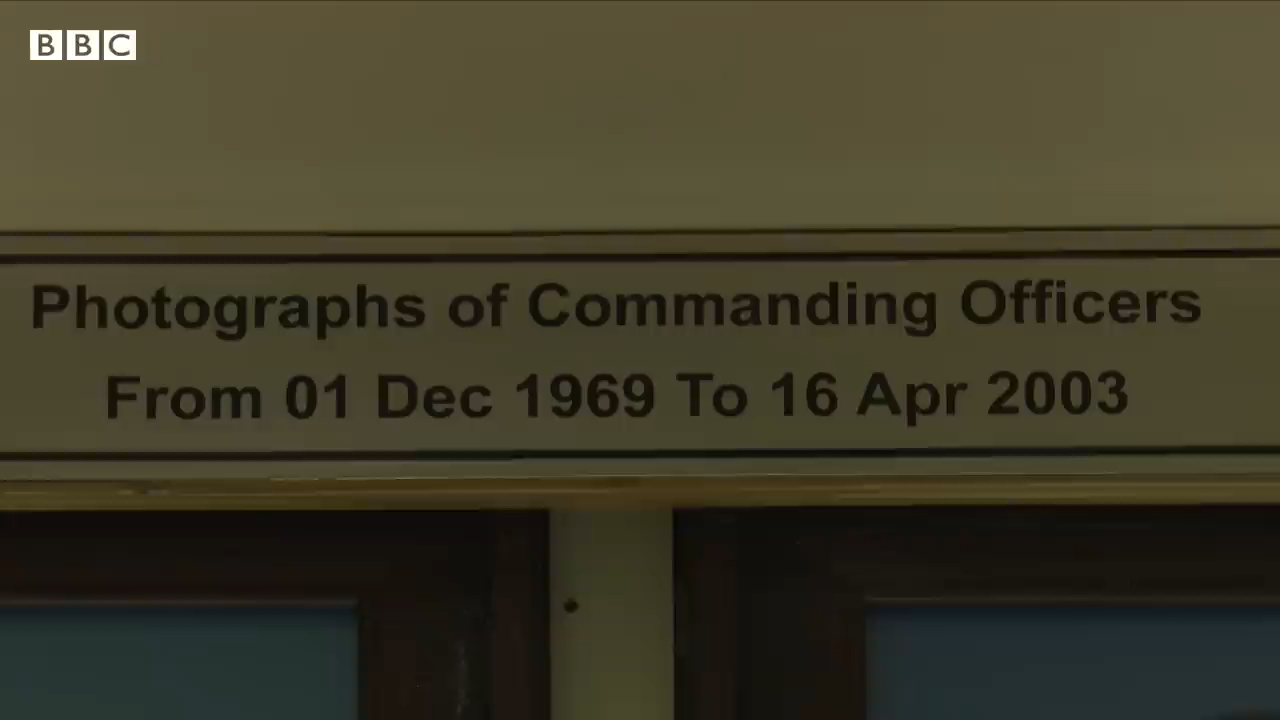 BBC
Photographs of Commanding Officers
From 01 Dec 1969 To 16 Apr 2003